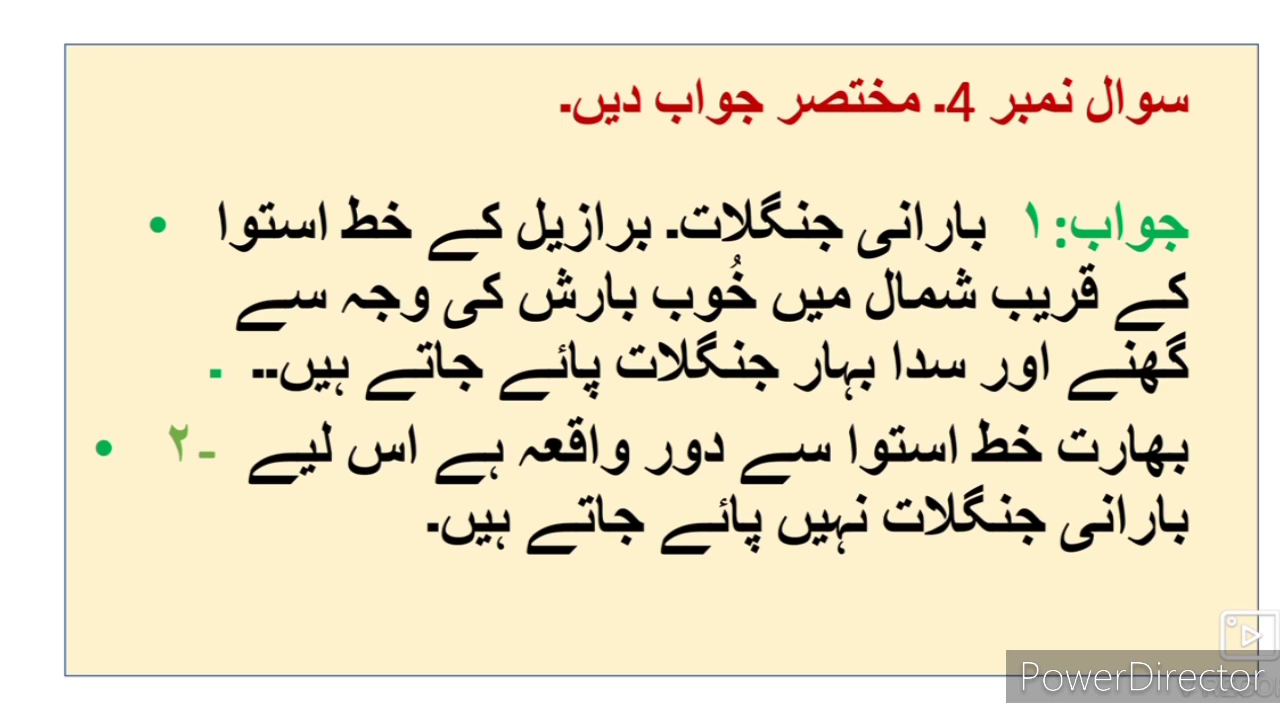 سوال نمبر 4۔ مختصر جواب دیں۔
جواب:۱ بارانی جنگلات۔ برازیل کے خط استوا •
کے قریب شمال میں خُوب بارش کی وجہ سے
گھنے اور سدا بہار جنگلات پائے جاتے ہیں۔۔ ۔
بھارت خط استوا سے دور واقعہ ہے اس لیے ۔۲ •
بارانی جنگلات نہیں پائے جاتے ہیں۔
PowerDirector